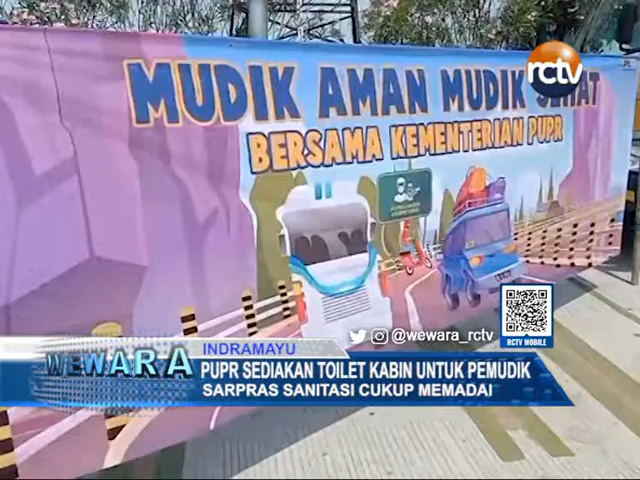 rctv
MUDIK AMAN MUDIK SEHAT
BERSAMA KEMENTERIAN PUPR
@wewara_rctv
RCTV MOBILE
WEWARA
INDRAMAYU
PUPR SEDIAKAN TOILET KABIN UNTUK PEMUDIK
SARPRAS SANITASI CUKUP MEMADAI